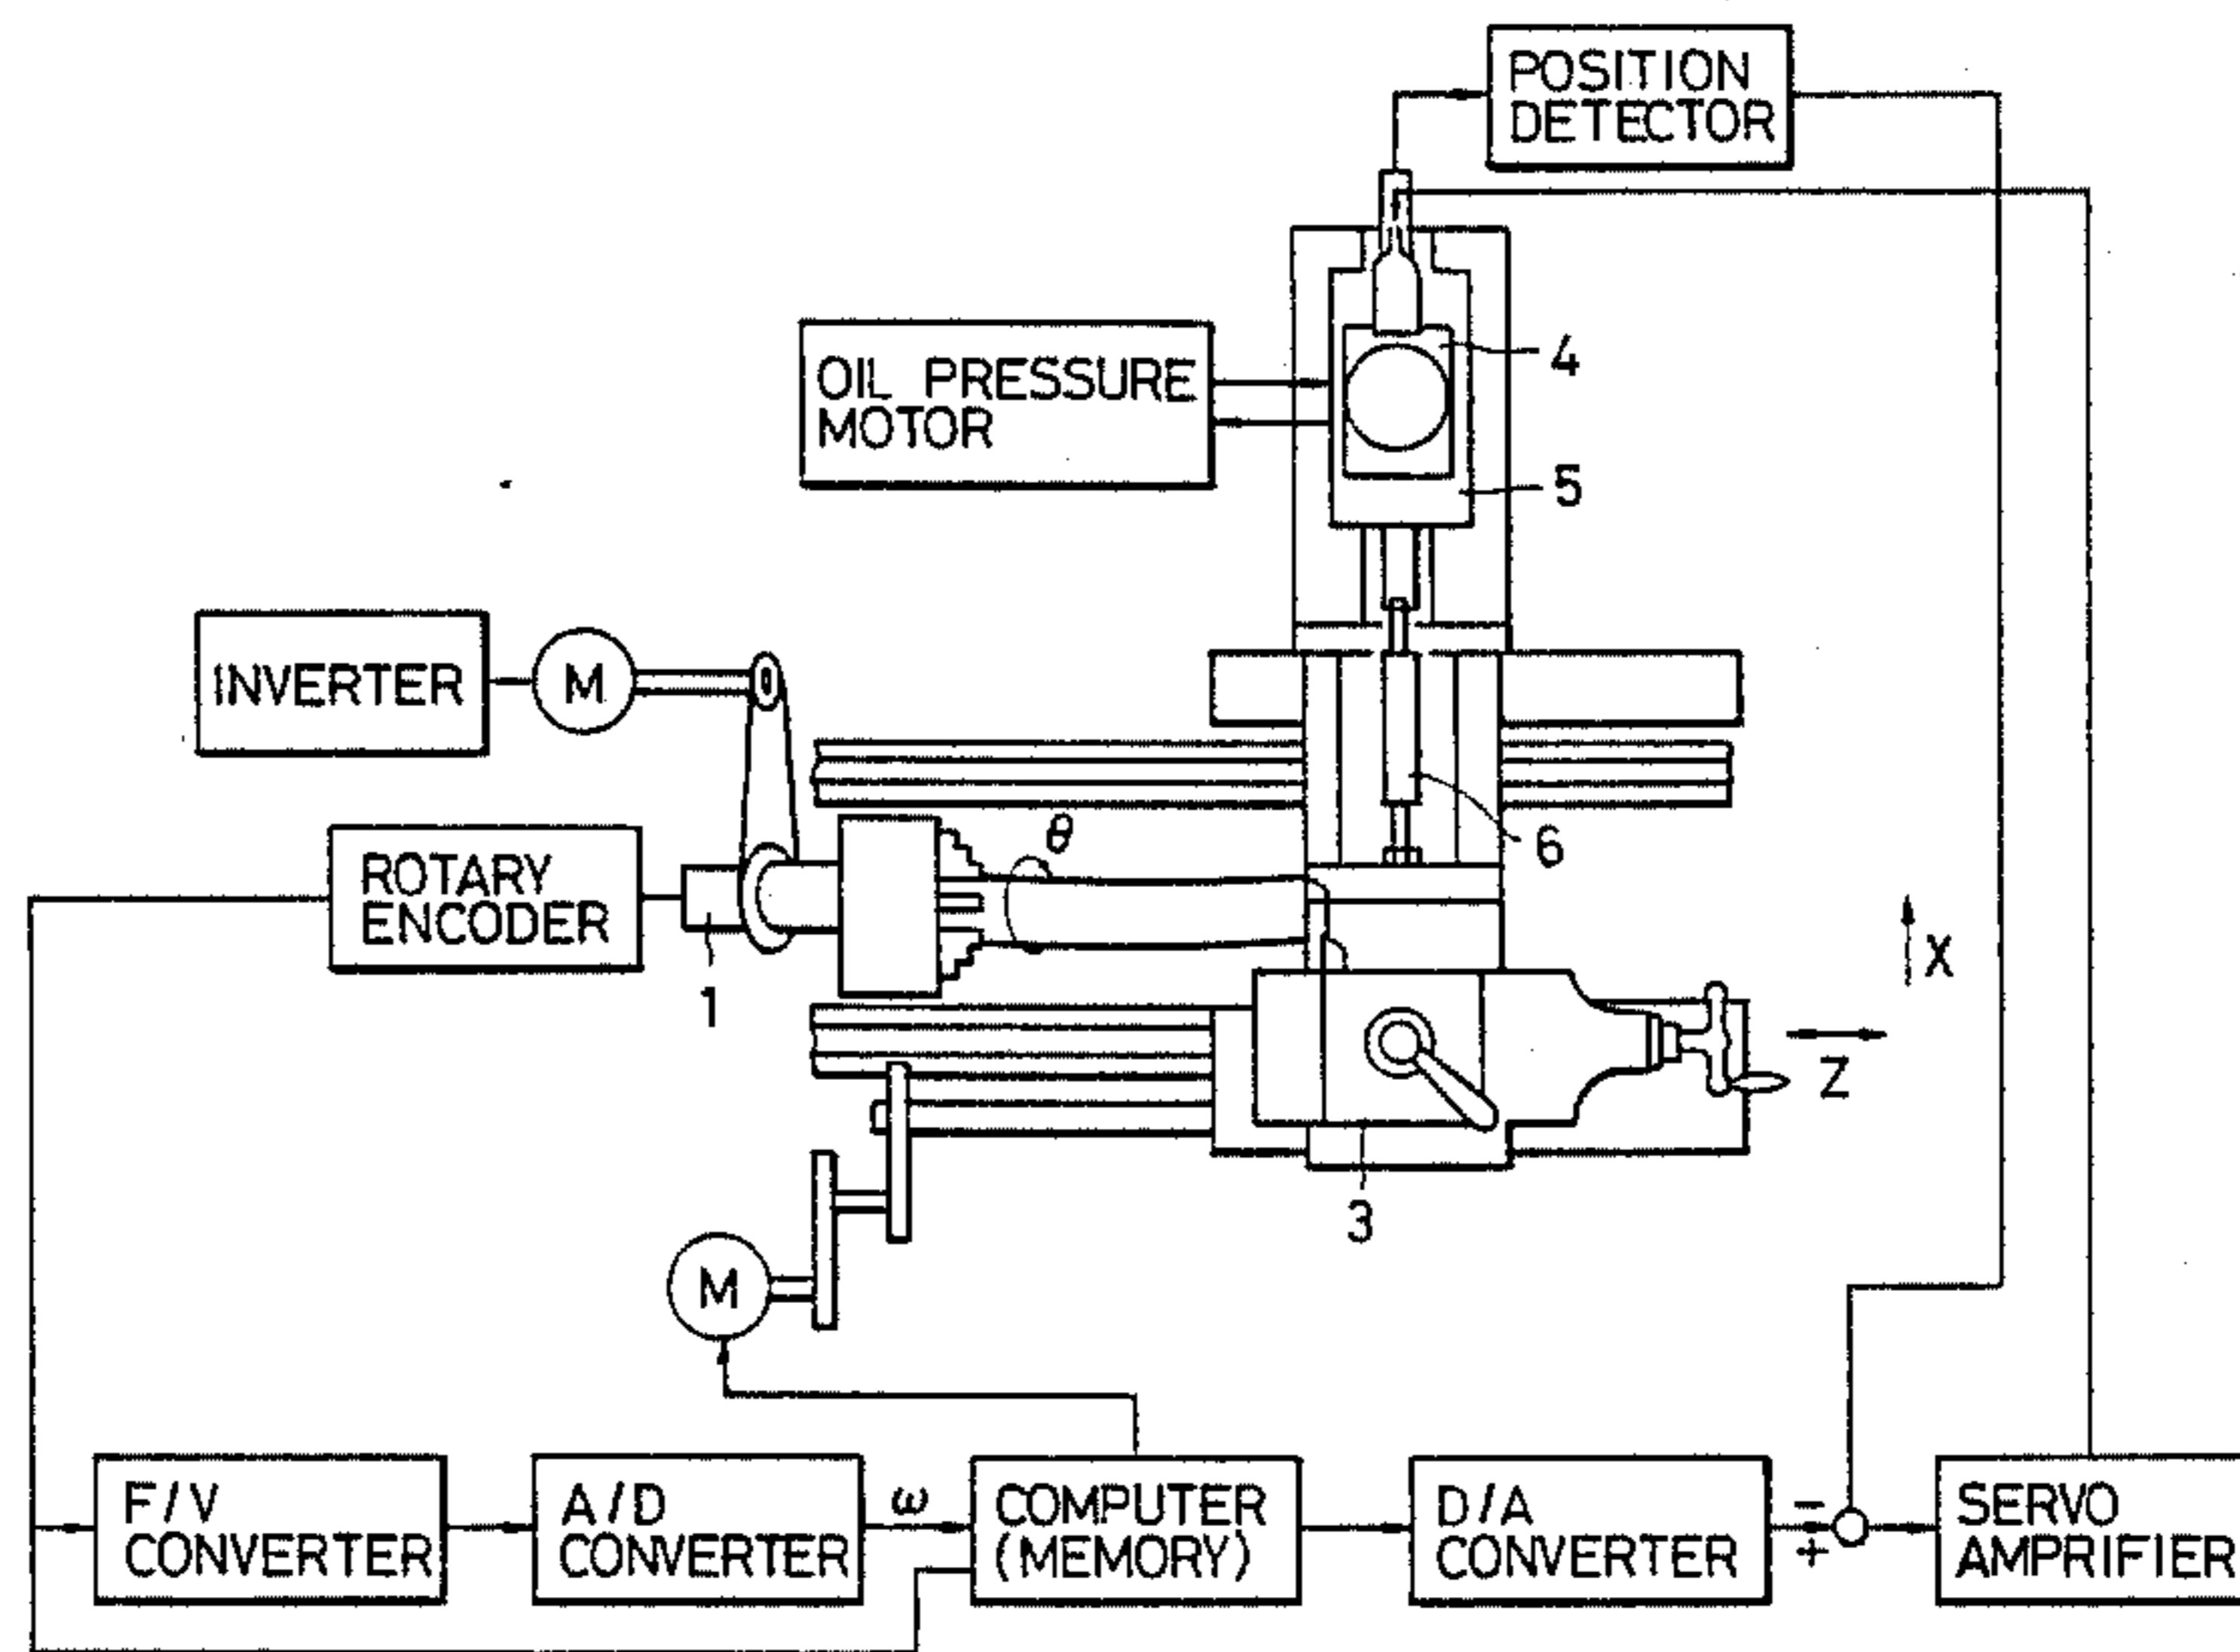 POSITION
DETECTOR
OIL PRESSURE
MOTOR
4
5
INVERTER
M
6
θ
ROTARY
ENCODER
1
X
Z
3
M
F/V
CONVERTER
A/D
CONVERTER
ω
COMPUTER
(MEMORY)
D/A
CONVERTER
−
+
SERVO
AMPRIFIER